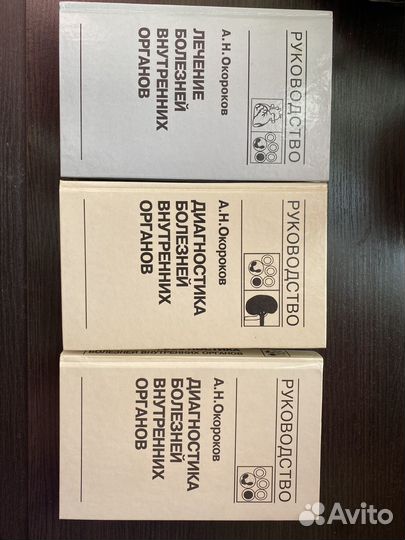 РУКОВОДСТВО
А.Н.Окороков
ЛЕЧЕНИЕ
БОЛЕЗНЕЙ
ВНУТРЕННИХ
ОРГАНОВ
РУКОВОДСТВО
А.Н.Окороков
ДИАГНОСТИКА
БОЛЕЗНЕЙ
ВНУТРЕННИХ
ОРГАНОВ
БОЛЕЗНЕЙ ВНУТРЕННИХ ОРГАНОВ
РУКОВОДСТВО
А.Н.Окороков
ДИАГНОСТИКА
БОЛЕЗНЕЙ
ВНУТРЕННИХ
ОРГАНОВ
Avito